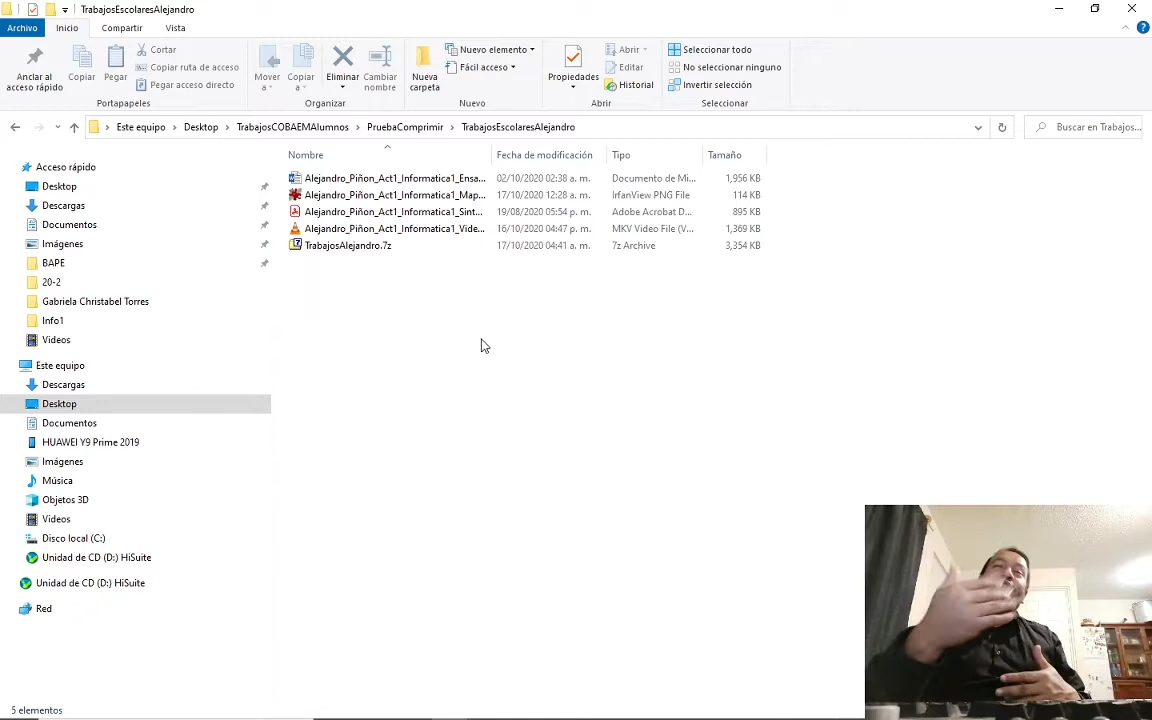 TrabajosEscolaresAlejandro
Archivo Inicio Compartir Vista
Anclar al acceso rápido
Copiar
Pegar
Cortar
Copiar ruta de acceso
Pegar acceso directo
Portapapeles
Mover a
Copiar a
Eliminar
Cambiar nombre
Organizar
Nueva carpeta
Nuevo elemento
Fácil acceso
Nuevo
Propiedades
Abrir
Editar
Historial
Abrir
Seleccionar todo
No seleccionar ninguno
Invertir selección
Seleccionar
Este equipo > Desktop > TrabajosCOBAEMAlumnos > PruebaComprimir > TrabajosEscolaresAlejandro
Buscar en Trabajos...
Nombre Fecha de modificación Tipo Tamaño
Alejandro_Piñon_Act1_Informatica1_Ensa... 02/10/2020 02:38 a. m. Documento de Mi... 1,956 KB
Alejandro_Piñon_Act1_Informatica1_Map... 17/10/2020 12:28 a. m. IrfanView PNG File 114 KB
Alejandro_Piñon_Act1_Informatica1_Sint... 19/08/2020 05:54 p. m. Adobe Acrobat D... 895 KB
Alejandro_Piñon_Act1_Informatica1_Vide... 16/10/2020 04:47 p. m. MKV Video File (V... 1,369 KB
TrabajosAlejandro.7z 17/10/2020 04:41 a. m. 7z Archive 3,354 KB
Acceso rápido
Desktop
Descargas
Documentos
Imágenes
BAPE
20-2
Gabriela Christabel Torres
Info1
Videos
Este equipo
Descargas
Desktop
Documentos
HUAWEI Y9 Prime 2019
Imágenes
Música
Objetos 3D
Videos
Disco local (C:)
Unidad de CD (D:) HiSuite
Unidad de CD (D:) HiSuite
Red
5 elementos